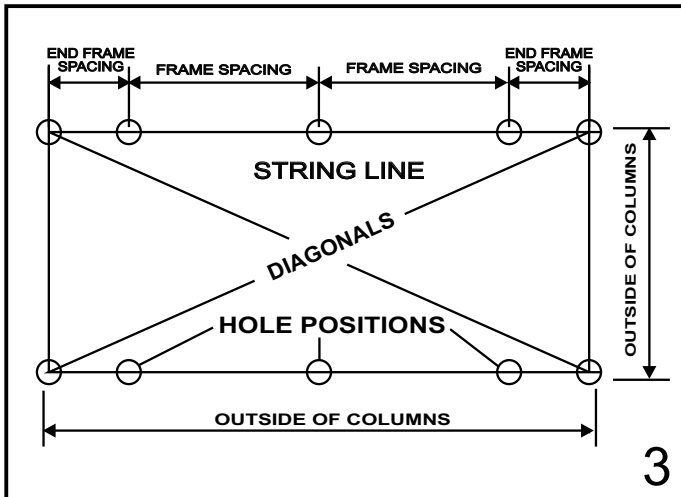 END FRAME
SPACING
FRAME SPACING
FRAME SPACING
END FRAME
SPACING
STRING LINE
DIAGONALS
OUTSIDE OF COLUMNS
HOLE POSITIONS
OUTSIDE OF COLUMNS
3